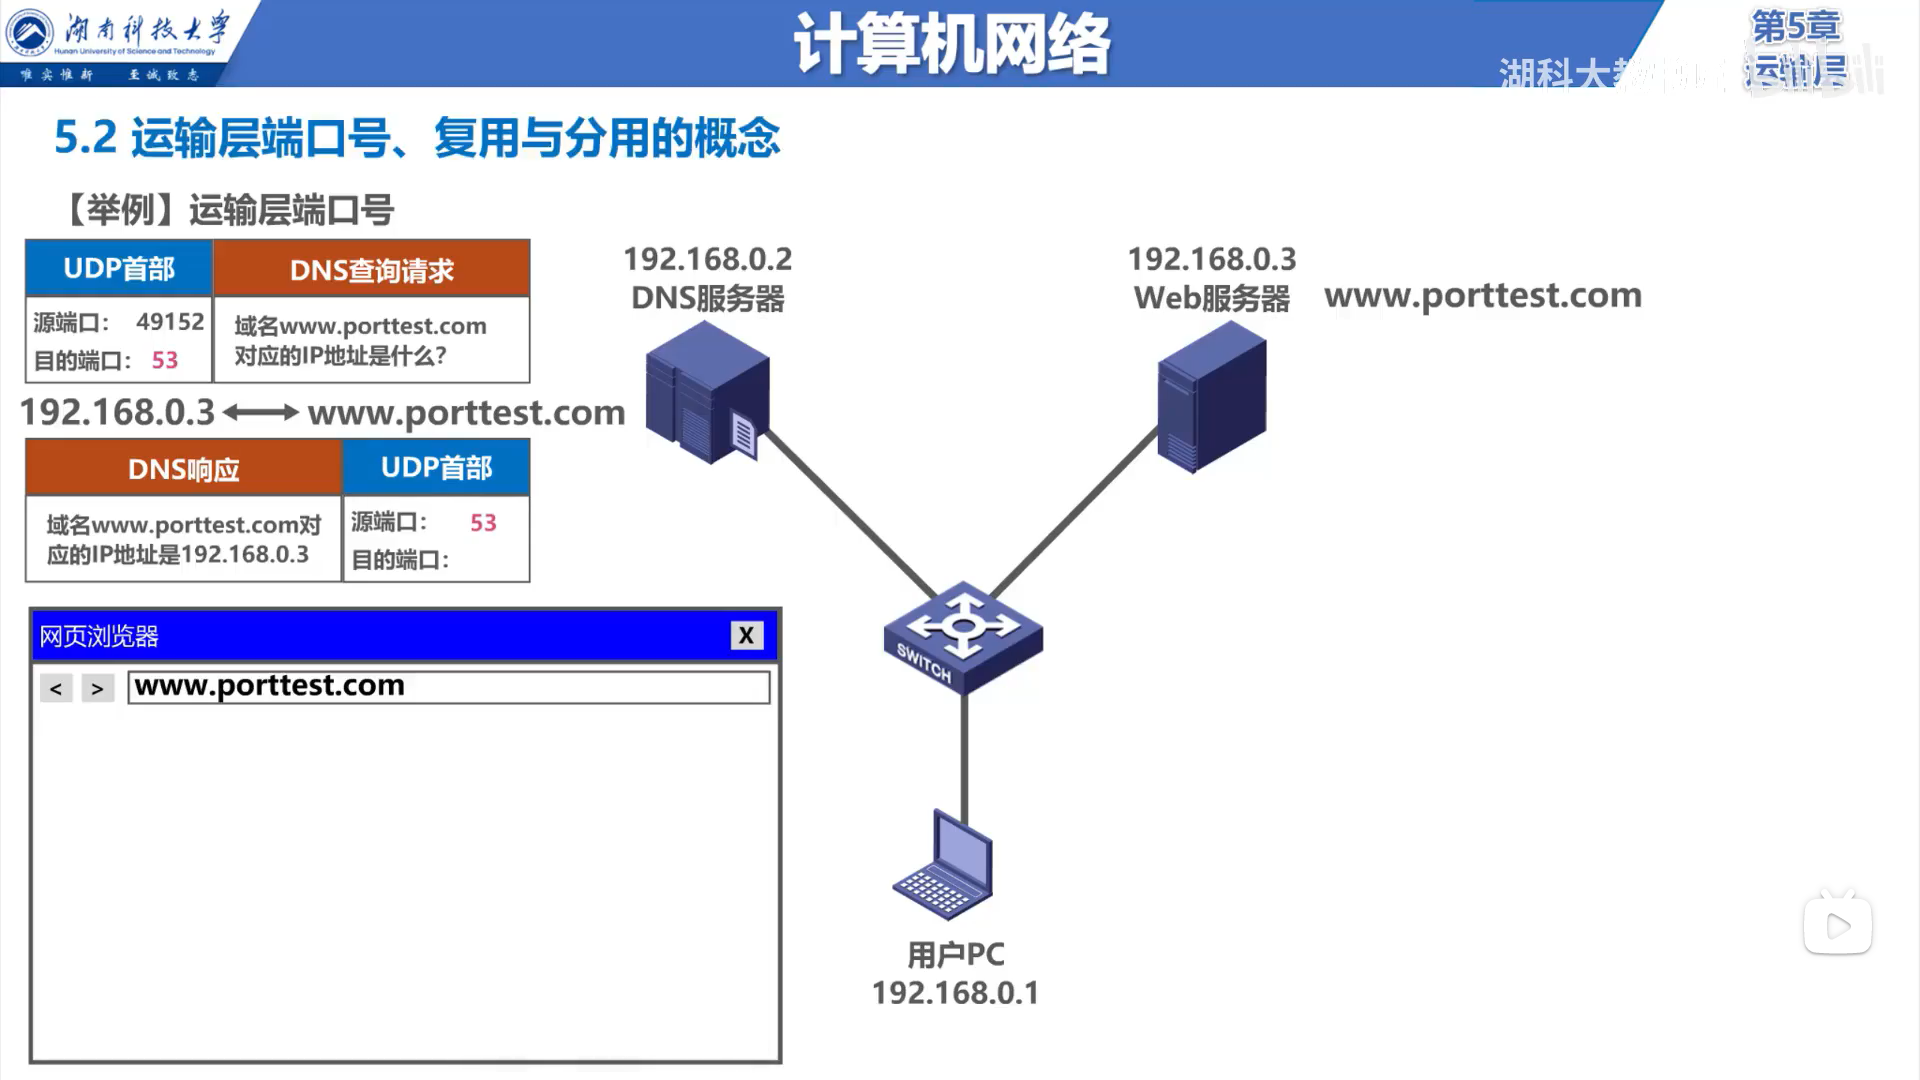 湖南科技大学
Hunan University of Science and Technology
唯实惟新 至诚致志
计算机网络
第5章
运输层
湖科大教
5.2 运输层端口号、复用与分用的概念
【举例】运输层端口号
UDP首部 DNS查询请求
源端口： 49152
目的端口： 53
域名www.porttest.com
对应的IP地址是什么？
192.168.0.3 www.porttest.com
DNS响应 UDP首部
域名www.porttest.com对
应的IP地址是192.168.0.3
源端口： 53
目的端口：
网页浏览器 X
< > www.porttest.com
192.168.0.2
DNS服务器
192.168.0.3
Web服务器 www.porttest.com
SWITCH
用户PC
192.168.0.1